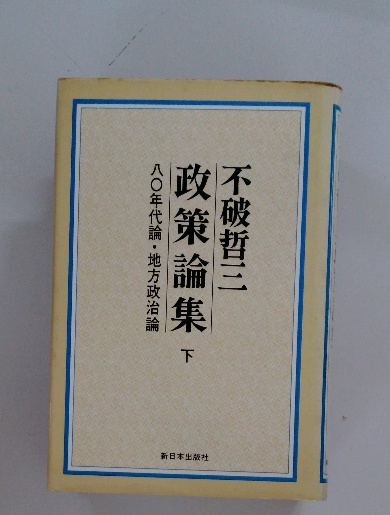 不破哲三
政策論集 下
八〇年代論・地方政治論
新日本出版社